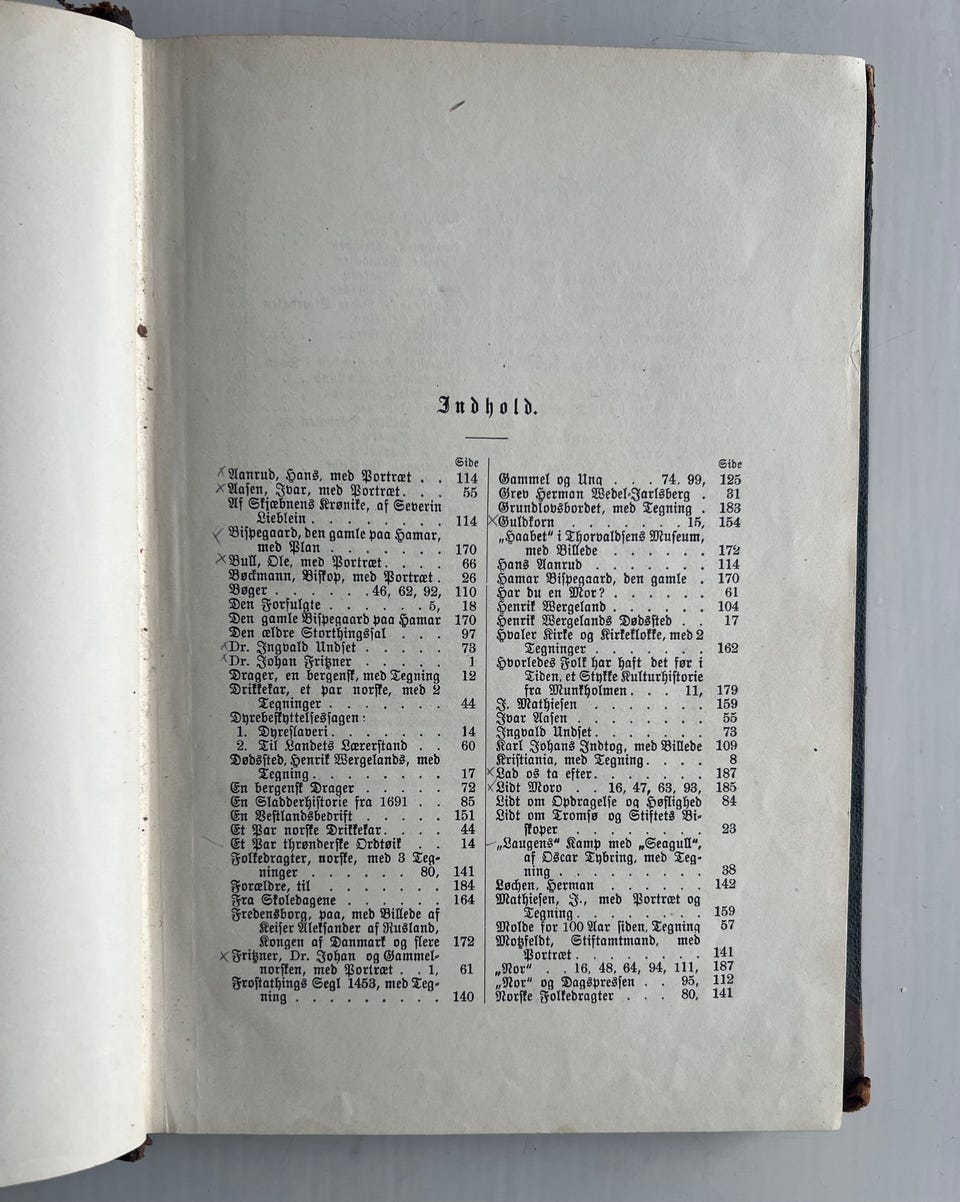 Indhold.
Side
Aanrud, Hans, med Portræt . . 114
Aasen, Ivar, med Portræt. . . 55
Af Skjæbnens Krønike, af Severin
Lieblein . . . . . . . . 114
Bispegaard, den gamle paa Hamar,
med Plan . . . . . . . 170
Bull, Ole, med Portræt. . . . 66
Bøckmann, Biskop, med Portræt. 26
Bøger . . . . . . 46, 62, 92, 110
Den Forfulgte . . . . . . 5, 18
Den gamle Bispegaard paa Hamar 170
Den ældre Storthingssal . . . 97
Dr. Ingvald Undset . . . . . 73
Dr. Johan Fritzner . . . . . 1
Drager, en bergensk, med Tegning 12
Drikkekar, et par norske, med 2
Tegninger . . . . . . . 44
Dyrebeskyttelsessagen:
1. Dyreslaveri. . . . . . . 14
2. Til Landets Lærerstand . . 60
Dødssted, Henrik Wergelands, med
Tegning. . . . . . . . 17
En bergensk Drager . . . . . 72
En Sladderhistorie fra 1691 . . 85
En Vestlandsbedrift . . . . . 151
Et Par norske Drikkekar. . . . 44
Et Par thrønderske Ordtøik . . 14
Folkedragter, norske, med 3 Teg-
ninger . . . . . . 80, 141
Forældre, til . . . . . . . 184
Fra Skoledagene . . . . . . 164
Fredensborg, paa, med Billede af
Keiser Aleksander af Rusland,
Kongen af Danmark og flere 172
Fritzner, Dr. Johan og Gammel-
norsken, med Portræt . . 1, 61
Frostathings Segl 1453, med Teg-
ning . . . . . . . . . 140
Side
Gammel og Ung . . . 74, 99, 125
Grev Herman Wedel-Jarlsberg . 31
Grundlovsbordet, med Tegning . 183
Guldkorn . . . . . . . 15, 154
„Haabet“ i Thorvaldsens Museum,
med Billede . . . . . 172
Hans Aanrud . . . . . . . 114
Hamar Bispegaard, den gamle . 170
Har du en Mor? . . . . . . 61
Henrik Wergeland . . . . . . 104
Henrik Wergelands Dødssted . . 17
Hvaler Kirke og Kirkeklokke, med 2
Tegninger . . . . . . . 162
Hvorledes Folk har haft det før i
Tiden, et Stykke Kulturhistorie
fra Munkholmen. . . 11, 179
J. Mathiesen . . . . . . . 159
Ivar Aasen . . . . . . . . 55
Ingvald Undset. . . . . . . 73
Karl Johans Indtog, med Billede 109
Kristiania, med Tegning. . . . 8
Lad os ta efter. . . . . . . 187
Lidt Moro . . 16, 47, 63, 93, 185
Lidt om Opdragelse og Høflighed 84
Lidt om Tromsø og Stiftets Bi-
skoper . . . . . . . . 23
„Laugens“ Kamp med „Seagull“,
af Oscar Tybring, med Teg-
ning . . . . . . . . . 38
Løchen, Herman . . . . . . 142
Mathiesen, J., med Portræt og
Tegning. . . . . . . . 159
Molde for 100 Aar siden, Tegning 57
Motzfeldt, Stiftamtmand, med
Portræt. . . . . . . . 141
„Nor“ . . 16, 48, 64, 94, 111, 187
„Nor“ og Dagspressen . . 95, 112
Norske Folkedragter . . . 80, 141